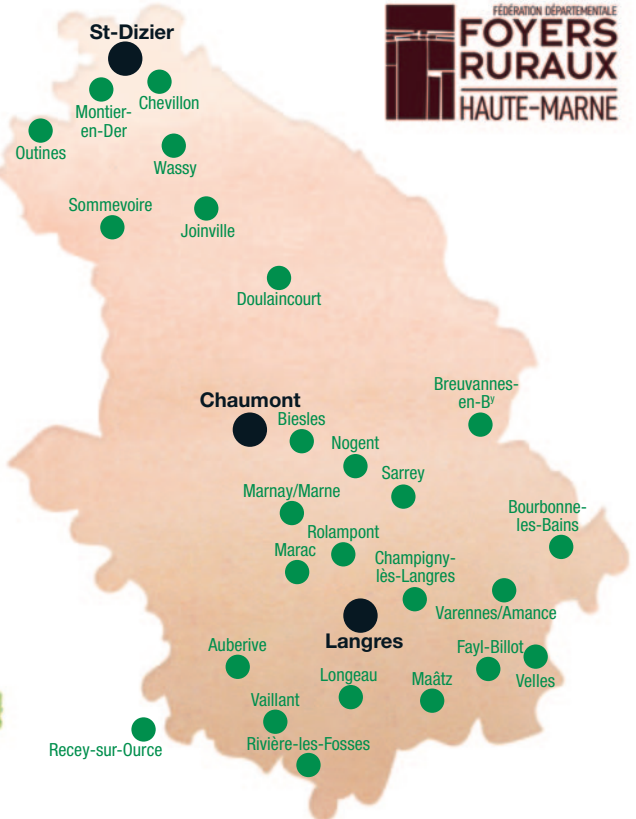 FÉDÉRATION DÉPARTEMENTALE
FOYERS
RURAUX
HAUTE-MARNE
St-Dizier
Montier-
en-Der
Chevillon
Outines
Wassy
Sommevoire
Joinville
Doulaincourt
Breuvannes-
en-Bʸ
Chaumont
Biesles
Nogent
Sarrey
Marnay/Marne
Bourbonne-
les-Bains
Rolampont
Marac
Champigny-
lès-Langres
Varennes/Amance
Langres
Auberive
Fayl-Billot
Velles
Longeau
Maâtz
Vaillant
Recey-sur-Ource
Rivière-les-Fosses